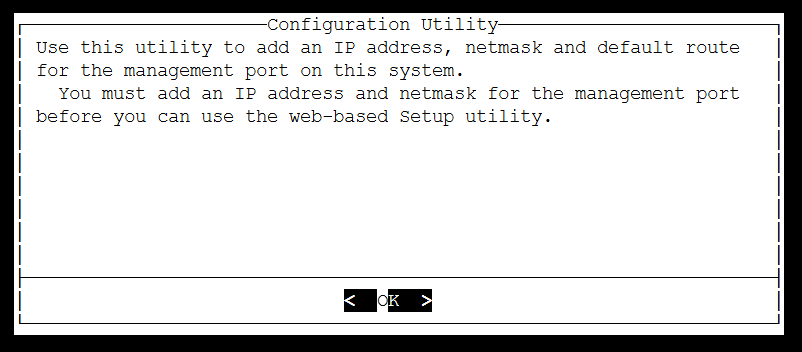 Configuration Utility
Use this utility to add an IP address, netmask and default route
for the management port on this system.
You must add an IP address and netmask for the management port
before you can use the web-based Setup utility.
< OK >